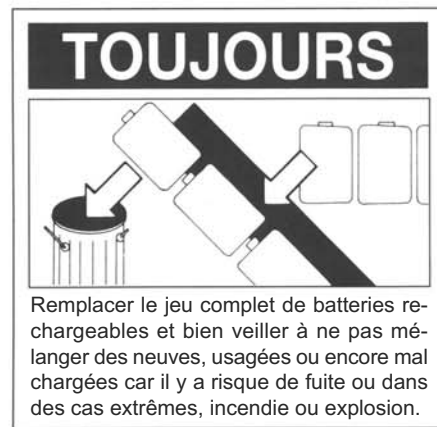 TOUJOURS
Remplacer le jeu complet de batteries re-
chargeables et bien veiller à ne pas mé-
langer des neuves, usagées ou encore mal
chargées car il y a risque de fuite ou dans
des cas extrêmes, incendie ou explosion.